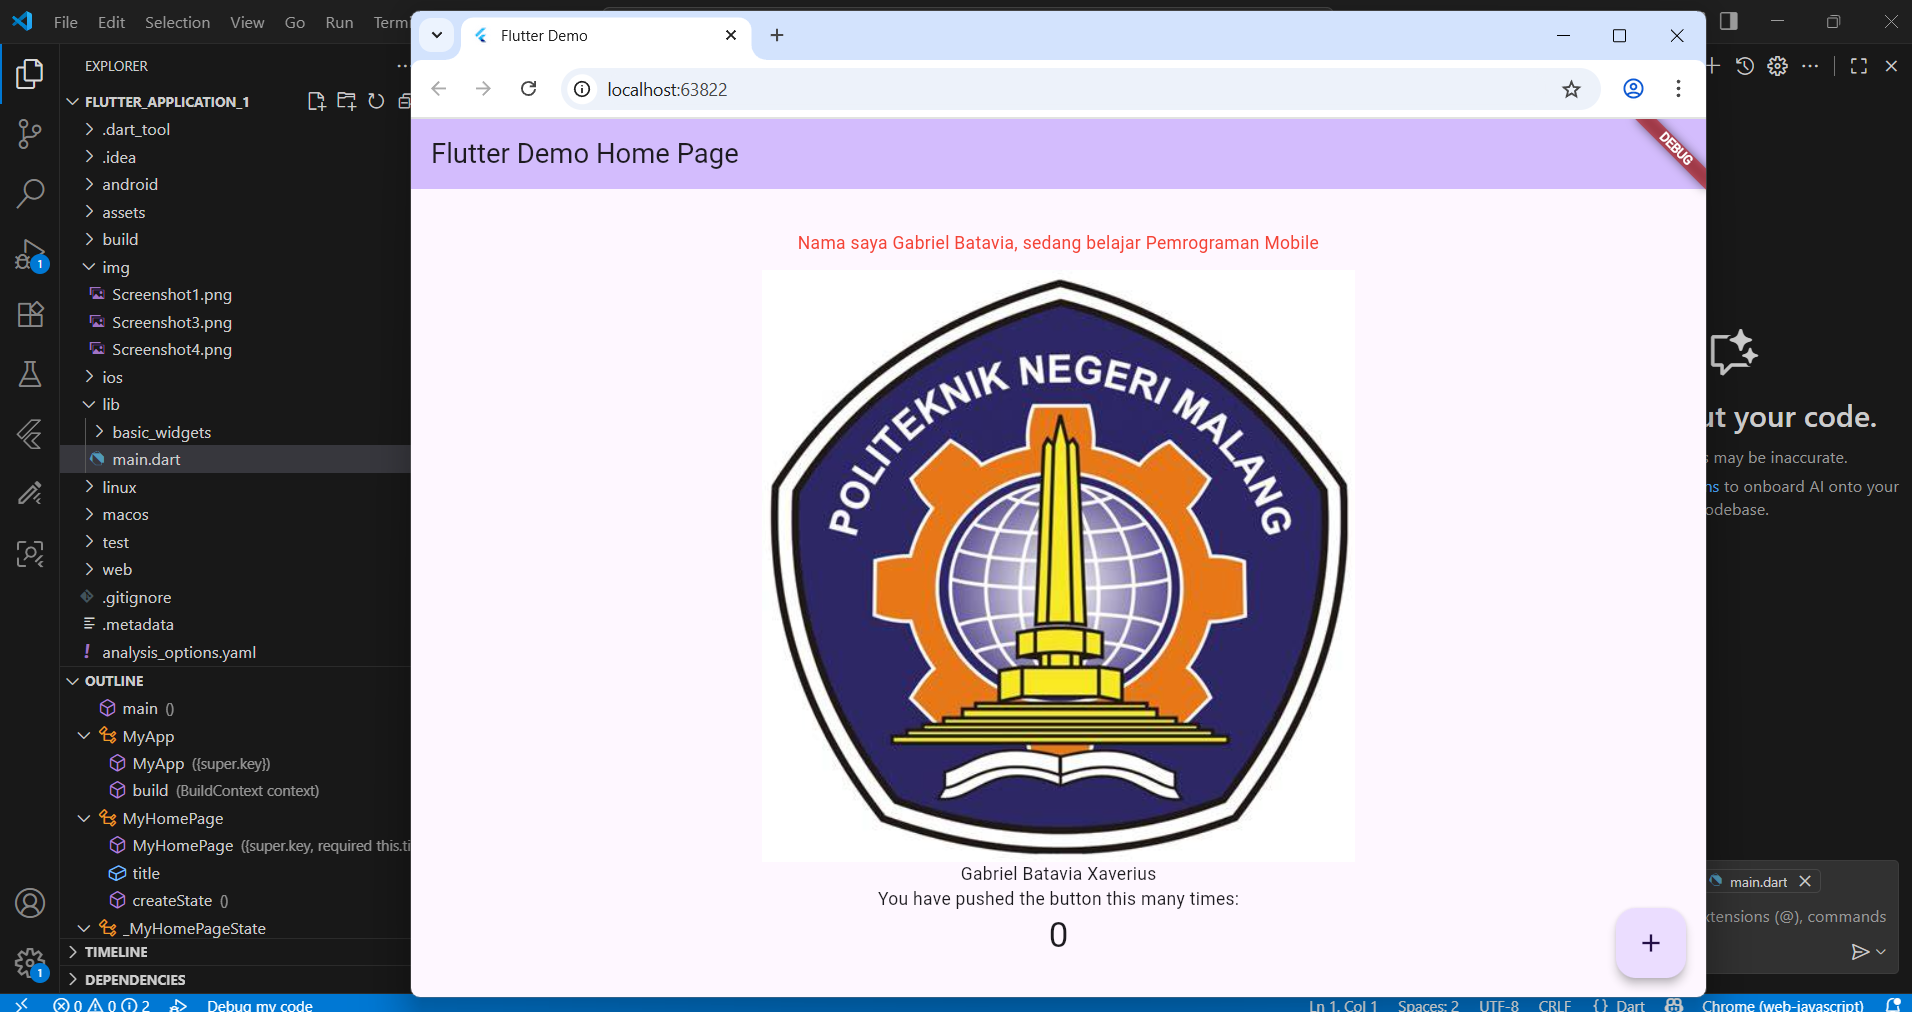 File Edit Selection View Go Run
Flutter Demo
EXPLORER
localhost:63822
FLUTTER_APPLICATION_1
.dart_tool
.idea
android
assets
build
img
Screenshot1.png
Screenshot3.png
Screenshot4.png
ios
lib
basic_widgets
main.dart
linux
macos
test
web
.gitignore
.metadata
analysis_options.yaml
OUTLINE
main ()
MyApp
MyApp ({super.key})
build (BuildContext context)
MyHomePage
MyHomePage ({super.key, required this.ti
title
createState ()
_MyHomePageState
TIMELINE
DEPENDENCIES
1
1
Flutter Demo Home Page
DEBUG
Nama saya Gabriel Batavia, sedang belajar Pemrograman Mobile
POLITEKNIK NEGERI MALANG
Gabriel Batavia Xaverius
You have pushed the button this many times:
0
+
your code.
may be inaccurate.
to onboard AI onto your
main.dart
(@), commands
0 0 2 Debug my code
Ln 1, Col 1 Spaces: 2 UTF-8 CRLF {} Dart Chrome (web-javascript)